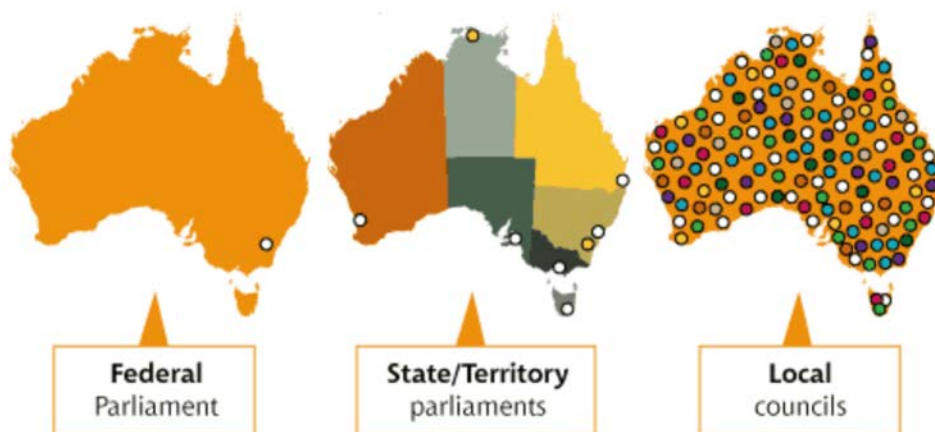 Federal
Parliament
State/Territory
parliaments
Local
councils